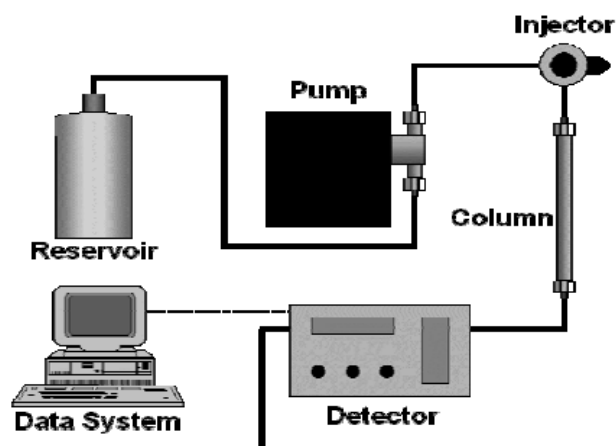 Injector
Pump
Reservoir
Column
Data System
Detector